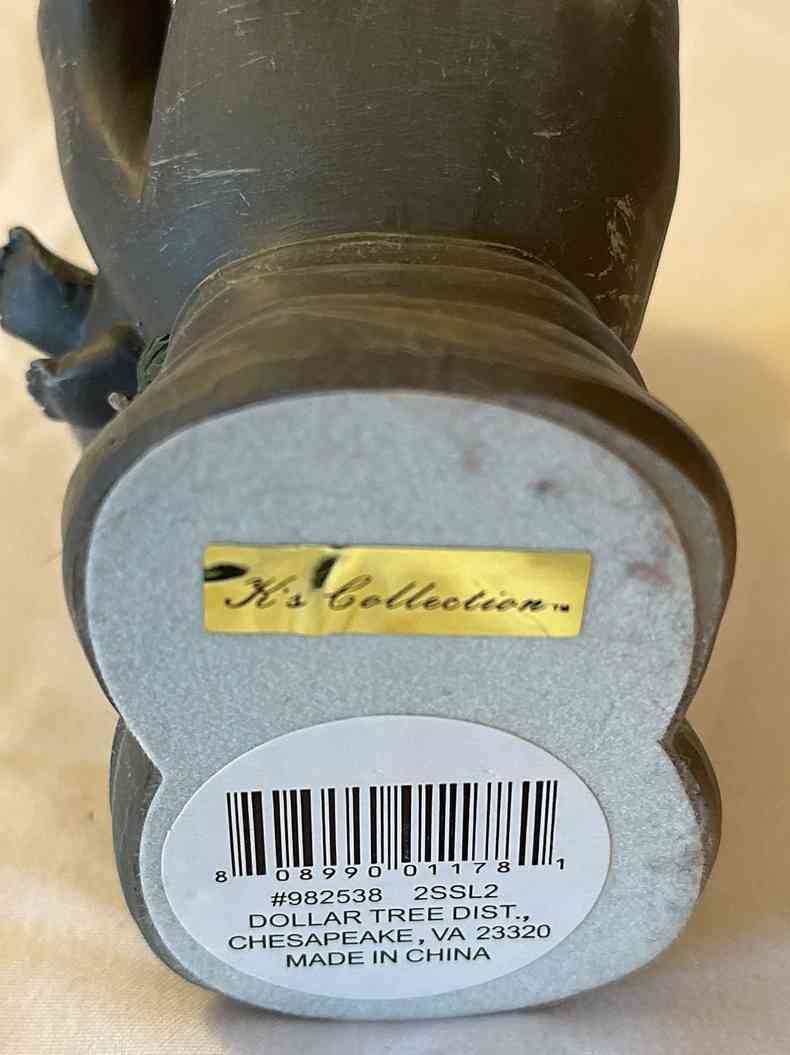 K's Collection™
8 08990 01178 1
#982538 2SSL2
DOLLAR TREE DIST.,
CHESAPEAKE, VA 23320
MADE IN CHINA